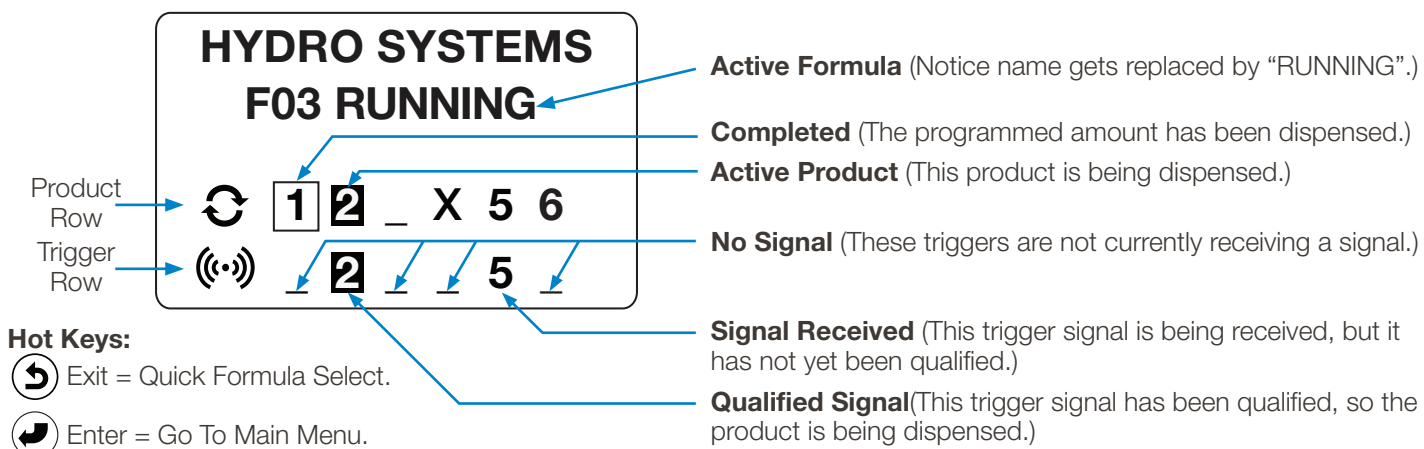 HYDRO SYSTEMS
F03 RUNNING
Product
Row
1 2 _ X 5 6
Trigger
Row
_ 2 _ _ 5 _
Active Formula (Notice name gets replaced by “RUNNING”.)
Completed (The programmed amount has been dispensed.)
Active Product (This product is being dispensed.)
No Signal (These triggers are not currently receiving a signal.)
Signal Received (This trigger signal is being received, but it
has not yet been qualified.)
Qualified Signal(This trigger signal has been qualified, so the
product is being dispensed.)
Hot Keys:
Exit = Quick Formula Select.
Enter = Go To Main Menu.